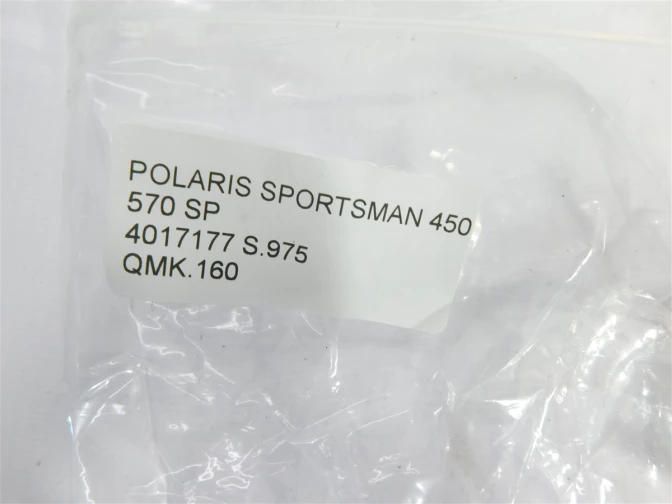 POLARIS SPORTSMAN 450
570 SP
4017177 S.975
QMK.160